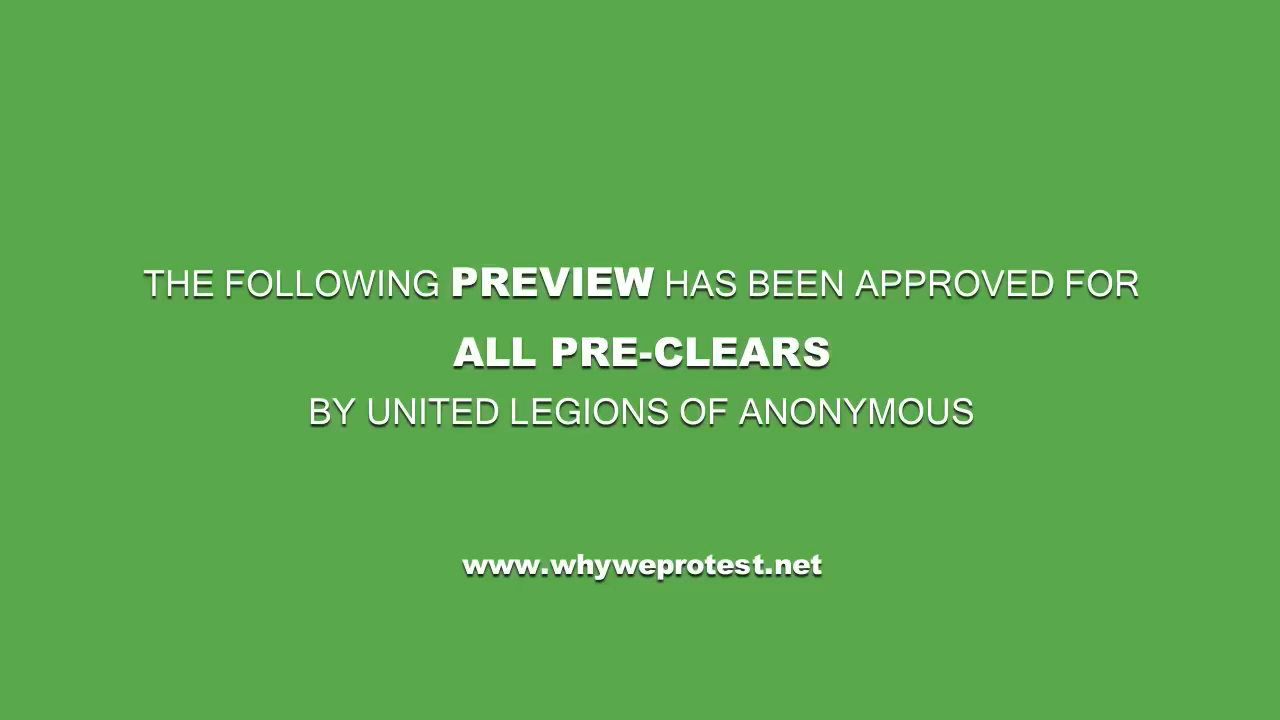 THE FOLLOWING PREVIEW HAS BEEN APPROVED FOR
ALL PRE-CLEARS
BY UNITED LEGIONS OF ANONYMOUS
www.whyweprotest.net